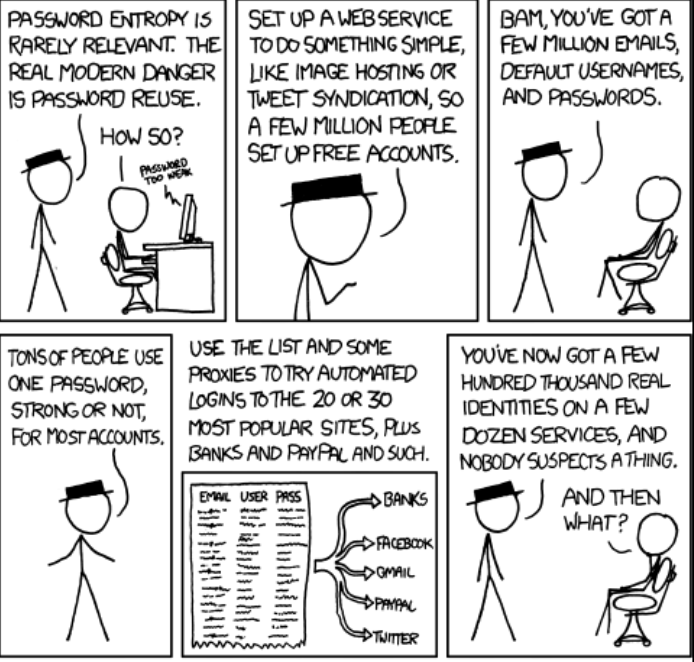 PASSWORD ENTROPY IS
RARELY RELEVANT. THE
REAL MODERN DANGER
IS PASSWORD REUSE.
HOW SO?
PASSWORD
TOO WEAK
SET UP A WEB SERVICE
TO DO SOMETHING SIMPLE,
LIKE IMAGE HOSTING OR
TWEET SYNDICATION, SO
A FEW MILLION PEOPLE
SET UP FREE ACCOUNTS.
BAM, YOU'VE GOT A
FEW MILLION EMAILS,
DEFAULT USERNAMES,
AND PASSWORDS.
TONS OF PEOPLE USE
ONE PASSWORD,
STRONG OR NOT,
FOR MOST ACCOUNTS.
USE THE LIST AND SOME
PROXIES TO TRY AUTOMATED
LOGINS TO THE 20 OR 30
MOST POPULAR SITES, PLUS
BANKS AND PAYPAL AND SUCH.
EMAIL USER PASS
BANKS
FACEBOOK
GMAIL
PAYPAL
TWITTER
YOU'VE NOW GOT A FEW
HUNDRED THOUSAND REAL
IDENTITIES ON A FEW
DOZEN SERVICES, AND
NOBODY SUSPECTS A THING.
AND THEN
WHAT?